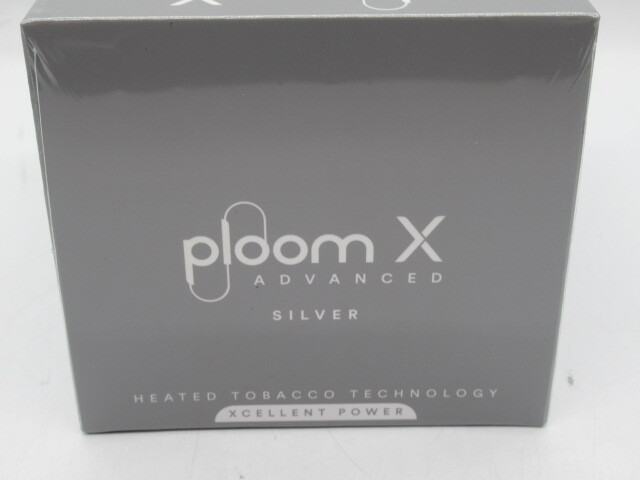 ploom X
ADVANCED
SILVER
HEATED TOBACCO TECHNOLOGY
XCELLENT POWER